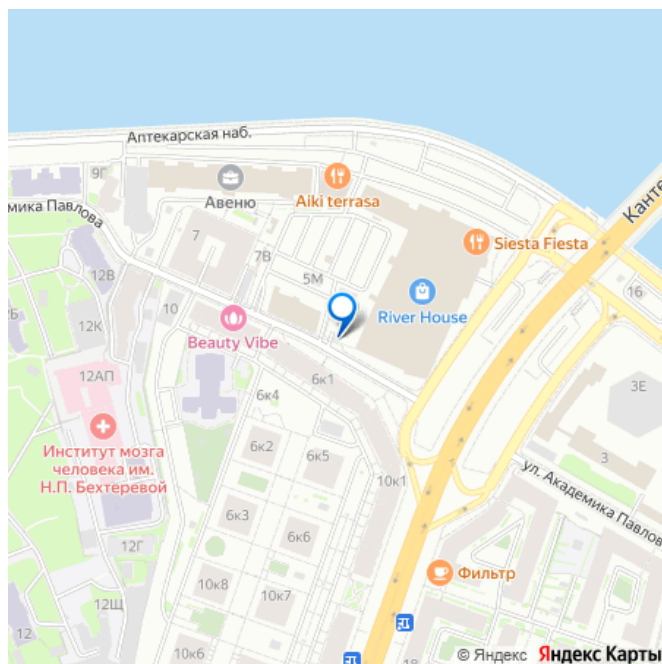 Аптекарская наб.
9Г
Авеню
Aiki terrasa
Канте
емика Павлова
7
Siesta Fiesta
7В
12В
5М
16
10
River House
12К
Beauty Vibe
12АП
6к1
3Е
6к4
Институт мозга
человека им.
Н.П. Бехтеревой
6к2
6к5
3
10к1
ул. Академика Павлова
6к3
6к6
12Г
10к8
10к7
Фильтр
12Щ
12
10к6
18
© Яндекс Яндекс Карты